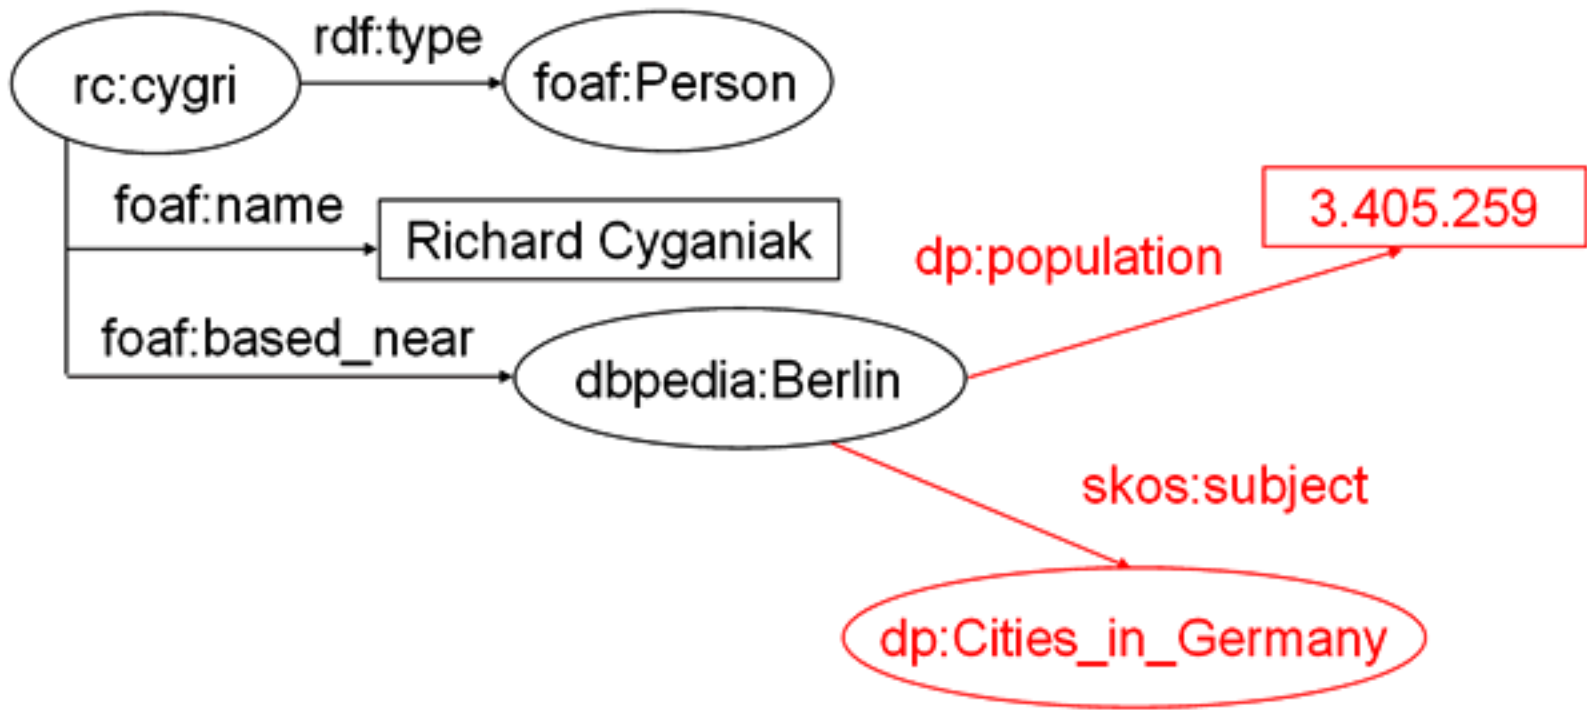 rdf:type
rc:cygri
foaf:Person
foaf:name
Richard Cyganiak
3.405.259
dp:population
foaf:based_near
dbpedia:Berlin
skos:subject
dp:Cities_in_Germany